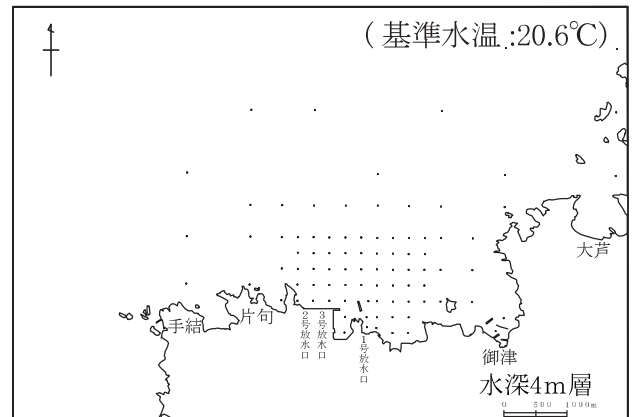 (基準水温:20.6℃)
大芦
片句
手結
2号放水口
3号放水口
1号放水口
御津
水深4m層
0 500 1000m